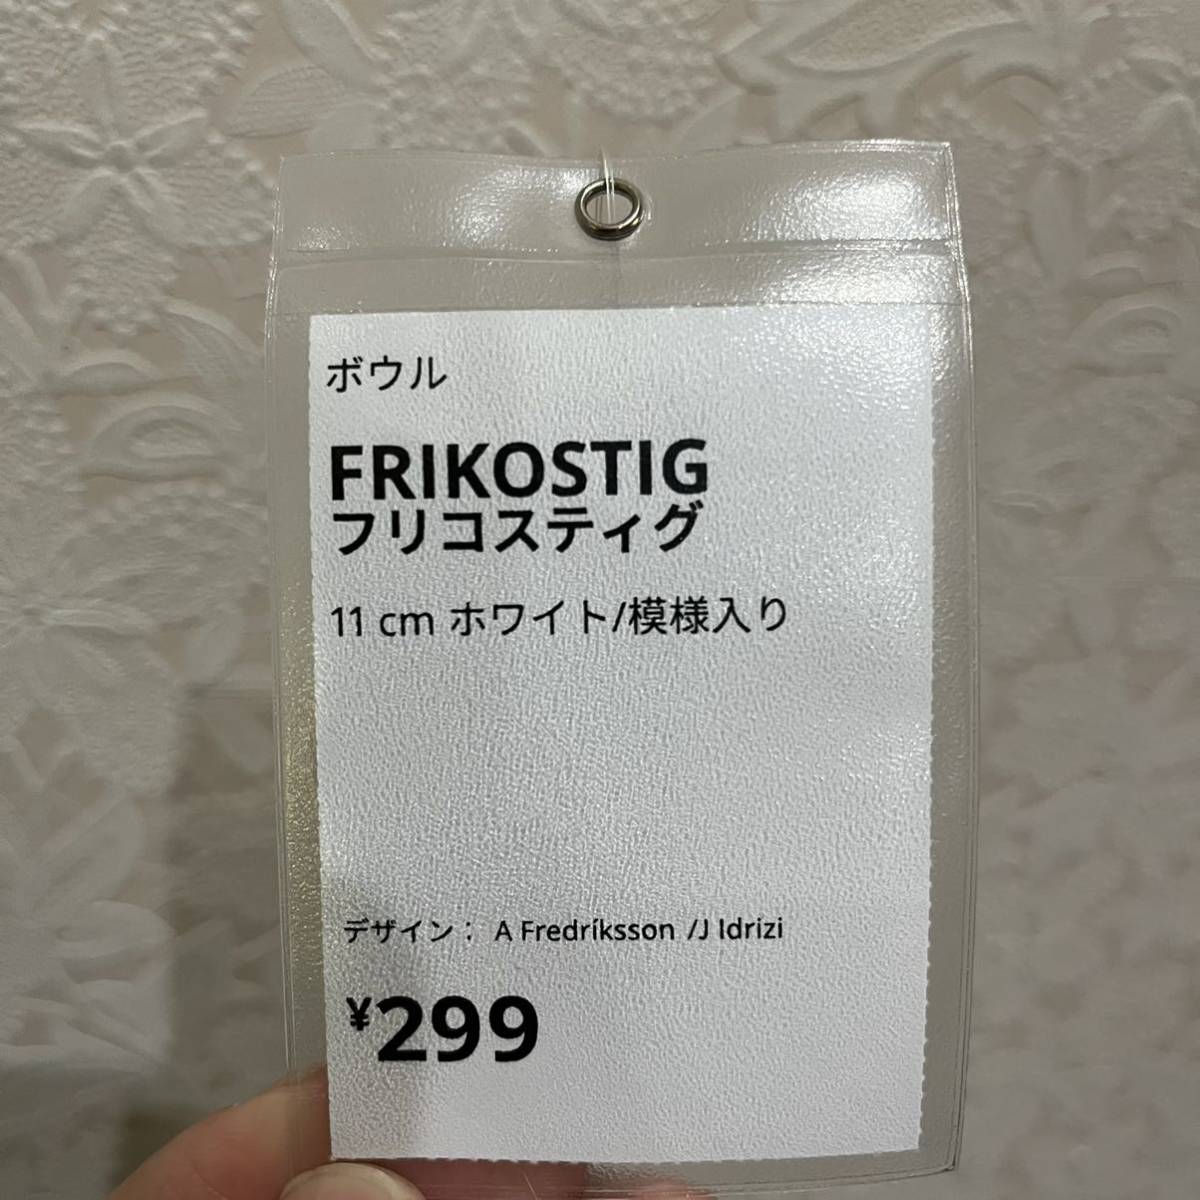 ボウル
FRIKOSTIG
フリコスティグ
11 cm ホワイト/模様入り
デザイン： A Fredríksson /J Idrizi
¥299